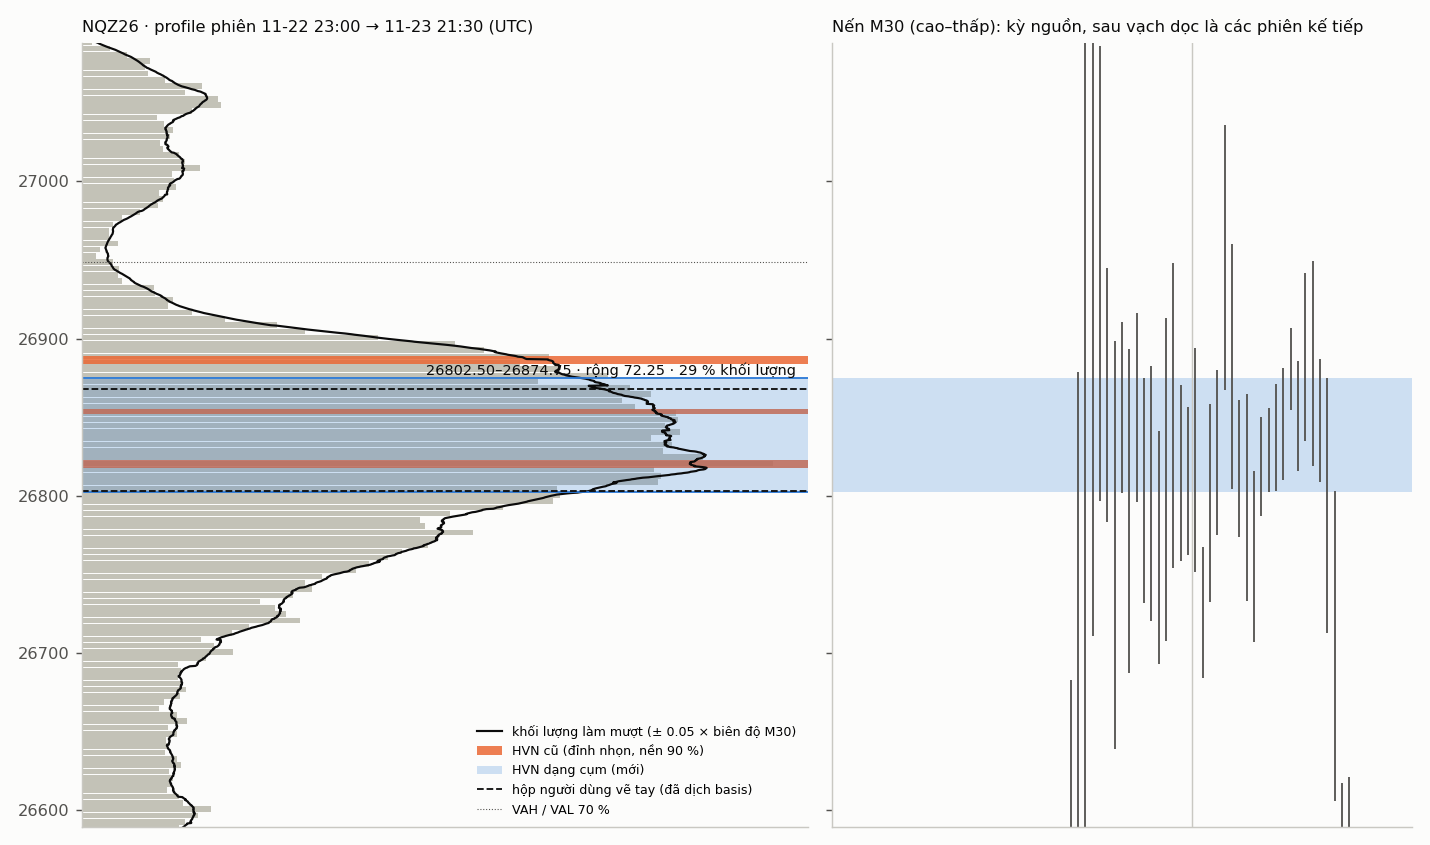 NQZ26 · profile phiên 11-22 23:00 → 11-23 21:30 (UTC)
Nến M30 (cao–thấp): kỳ nguồn, sau vạch dọc là các phiên kế tiếp
27000
26900
26802.50–26874.75 · rộng 72.25 · 29 % khối lượng
26800
26700
26600
khối lượng làm mượt (± 0.05 × biên độ M30)
HVN cũ (đỉnh nhọn, nền 90 %)
HVN dạng cụm (mới)
hộp người dùng vẽ tay (đã dịch basis)
VAH / VAL 70 %